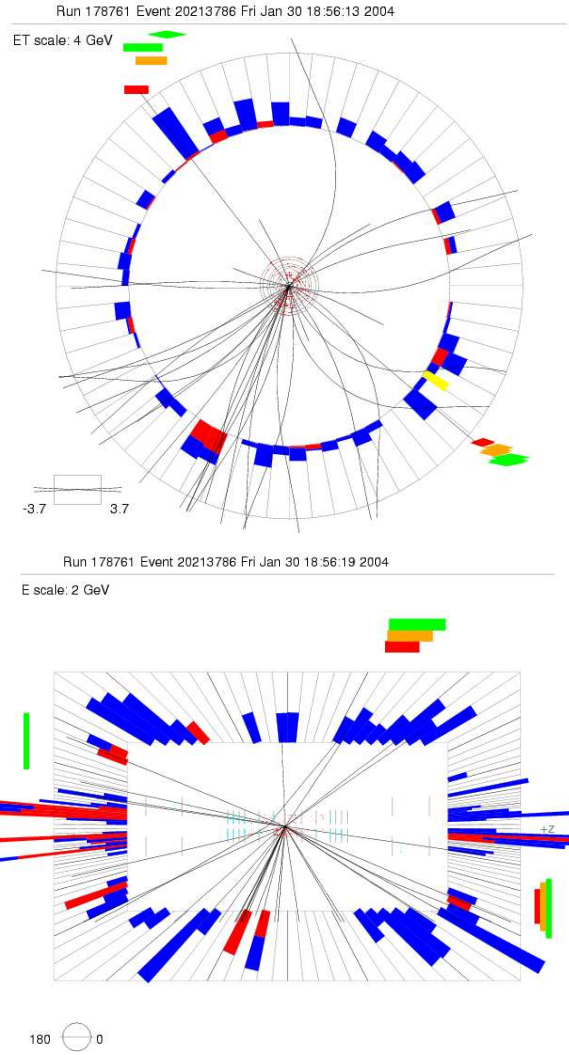 Run 178761 Event 20213786 Fri Jan 30 18:56:13 2004
ET scale: 4 GeV
-3.7 3.7
Run 178761 Event 20213786 Fri Jan 30 18:56:19 2004
E scale: 2 GeV
+Z
180 0